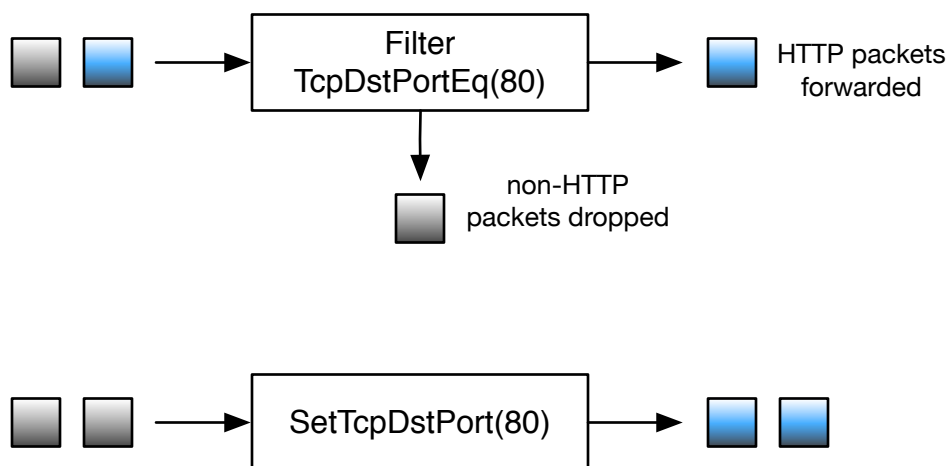 Filter
TcpDstPortEq(80)
HTTP packets
forwarded
non-HTTP
packets dropped
SetTcpDstPort(80)